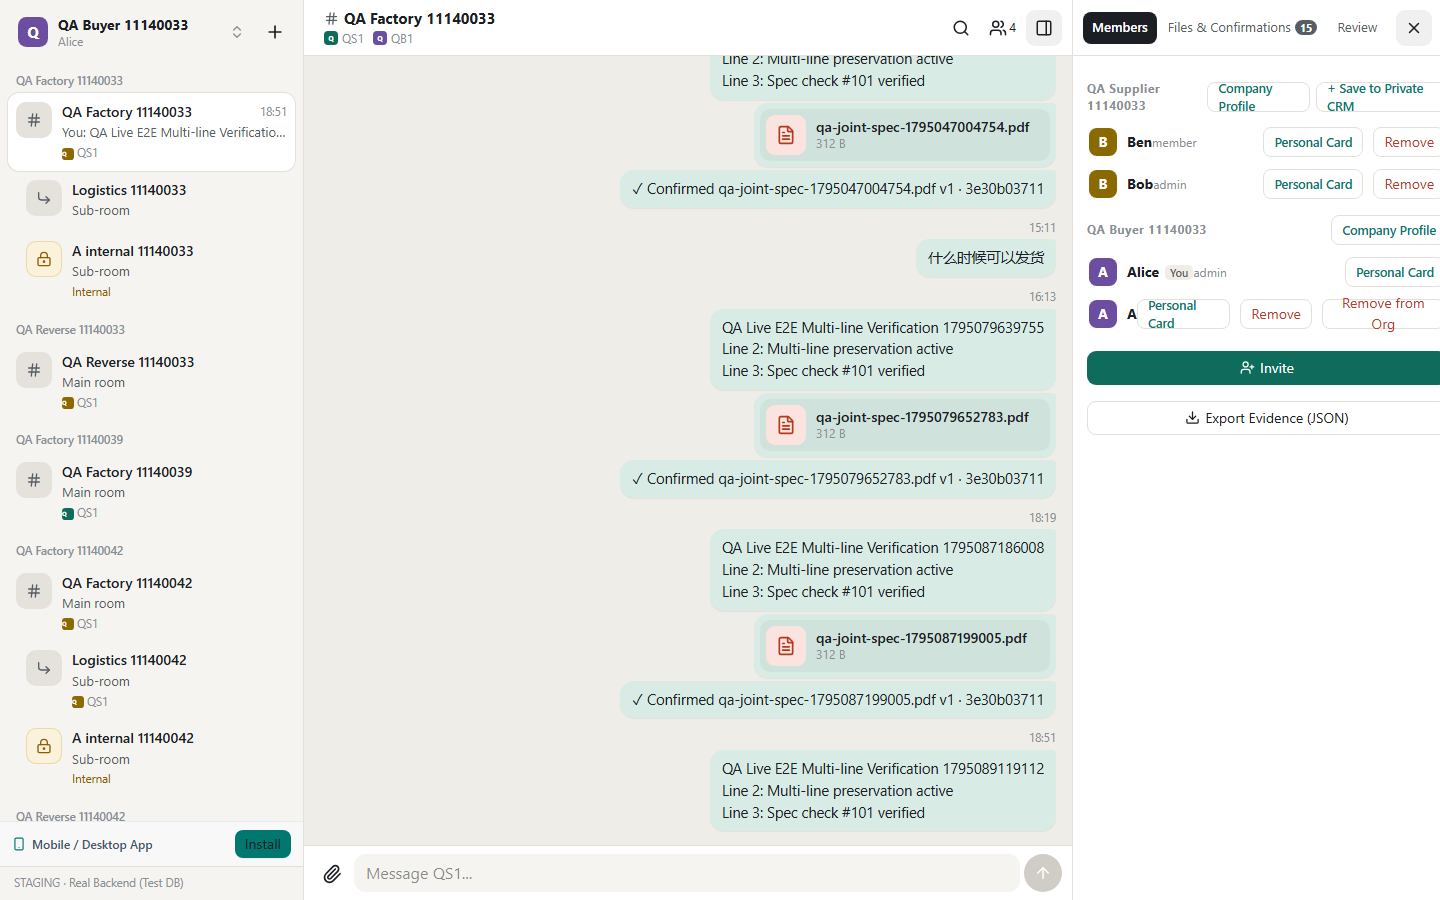 Q
QA Buyer 11140033
Alice
QA Factory 11140033
QA Factory 11140033
18:51
You: QA Live E2E Multi-line Verificatio...
Q QS1
Logistics 11140033
Sub-room
A internal 11140033
Sub-room
Internal
QA Reverse 11140033
QA Reverse 11140033
Main room
Q QS1
QA Factory 11140039
QA Factory 11140039
Main room
Q QS1
QA Factory 11140042
QA Factory 11140042
Main room
Q QS1
Logistics 11140042
Sub-room
Q QS1
A internal 11140042
Sub-room
Internal
QA Reverse 11140042
Mobile / Desktop App
Install
STAGING · Real Backend (Test DB)
# QA Factory 11140033
Q QS1 Q QB1
4
Line 2: Multi-line preservation active
Line 3: Spec check #101 verified
qa-joint-spec-1795047004754.pdf
312 B
✓ Confirmed qa-joint-spec-1795047004754.pdf v1 · 3e30b03711
15:11
什么时候可以发货
16:13
QA Live E2E Multi-line Verification 1795079639755
Line 2: Multi-line preservation active
Line 3: Spec check #101 verified
qa-joint-spec-1795079652783.pdf
312 B
✓ Confirmed qa-joint-spec-1795079652783.pdf v1 · 3e30b03711
18:19
QA Live E2E Multi-line Verification 1795087186008
Line 2: Multi-line preservation active
Line 3: Spec check #101 verified
qa-joint-spec-1795087199005.pdf
312 B
✓ Confirmed qa-joint-spec-1795087199005.pdf v1 · 3e30b03711
18:51
QA Live E2E Multi-line Verification 1795089119112
Line 2: Multi-line preservation active
Line 3: Spec check #101 verified
Message QS1...
Members
Files & Confirmations 15
Review
QA Supplier
11140033
Company
Profile
+ Save to Private
CRM
B Ben member
Personal Card
Remove
B Bob admin
Personal Card
Remove
QA Buyer 11140033
Company Profile
A Alice You admin
Personal Card
A A
Personal
Card
Remove
Remove from
Org
Invite
Export Evidence (JSON)